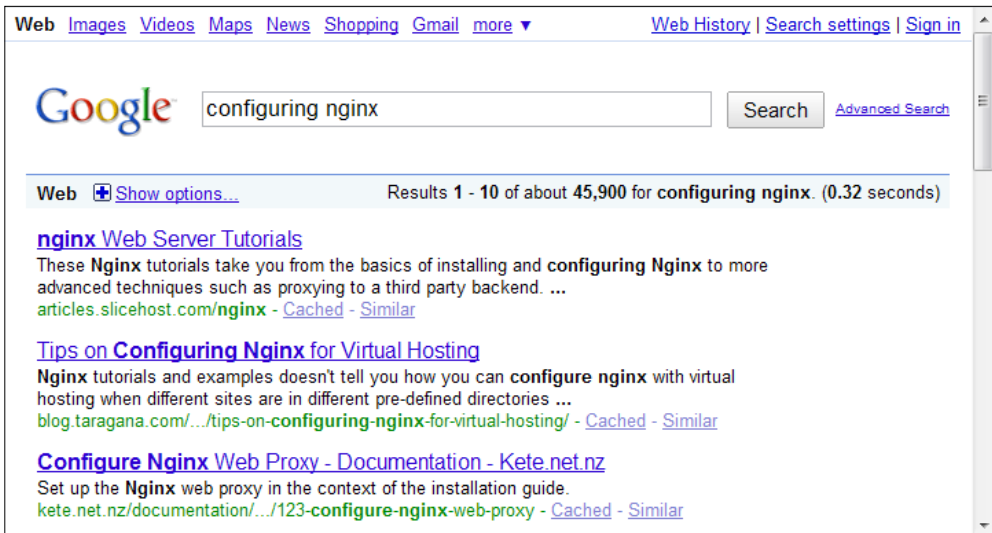 Web Images Videos Maps News Shopping Gmail more ▼ Web History | Search settings | Sign in
Google configuring nginx Search Advanced Search
Web Show options... Results 1 - 10 of about 45,900 for configuring nginx. (0.32 seconds)
nginx Web Server Tutorials
These Nginx tutorials take you from the basics of installing and configuring Nginx to more
advanced techniques such as proxying to a third party backend. ...
articles.slicehost.com/nginx - Cached - Similar
Tips on Configuring Nginx for Virtual Hosting
Nginx tutorials and examples doesn't tell you how you can configure nginx with virtual
hosting when different sites are in different pre-defined directories ...
blog.taragana.com/.../tips-on-configuring-nginx-for-virtual-hosting/ - Cached - Similar
Configure Nginx Web Proxy - Documentation - Kete.net.nz
Set up the Nginx web proxy in the context of the installation guide.
kete.net.nz/documentation/.../123-configure-nginx-web-proxy - Cached - Similar